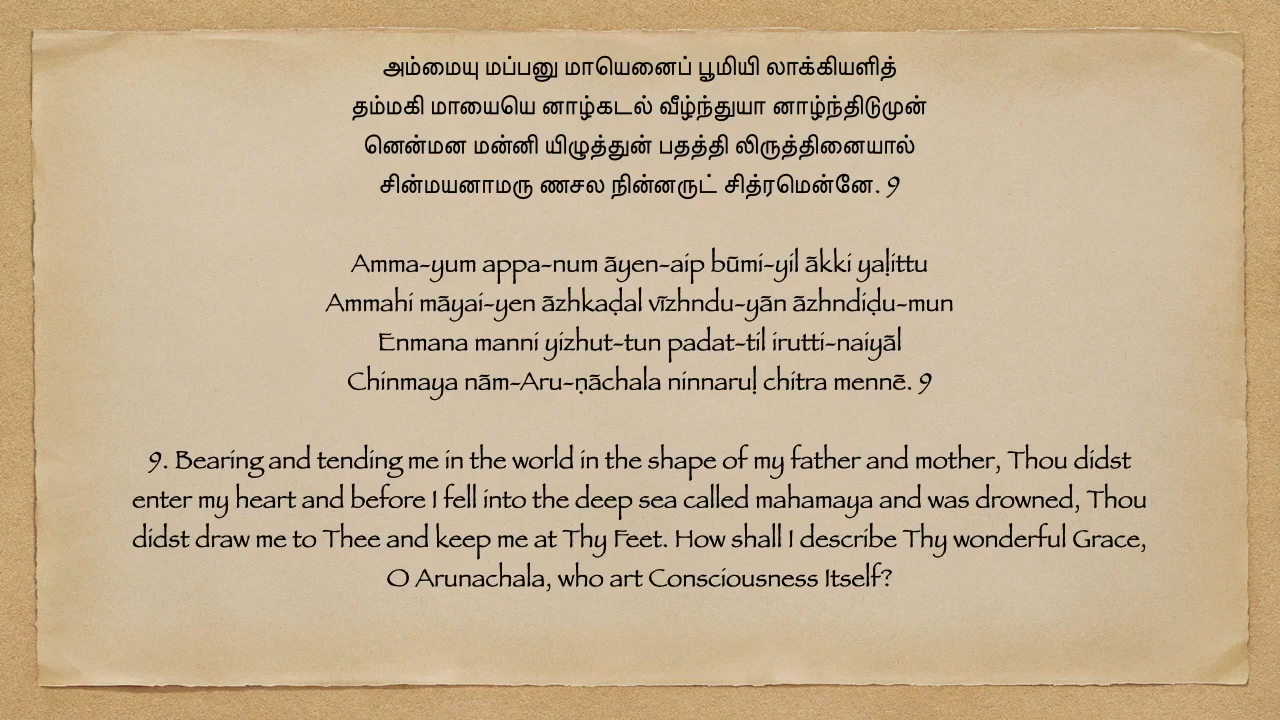 அம்மையு மப்பனு மாயெனைப் பூமியி லாக்கியளித்
தம்மகி மாயையெ னாழ்கடல் வீழ்ந்துயா னாழ்ந்திடுமுன்
னென்மன மன்னி யிழுத்துன் பதத்தி லிருத்தினையால்
சின்மயனாமரு ணசல நின்னருட் சித்ரமென்னே. 9
Amma-yum appa-num āyen-aip būmi-yil ākki yaḷittu
Ammahi māyai-yen āzhkaḍal vīzhndu-yān āzhndiḍu-mun
Enmana manni yizhut-tun padat-til irutti-naiyāl
Chinmaya nām-Aru-ṇāchala ninnaruḷ chitra mennē. 9
9. Bearing and tending me in the world in the shape of my father and mother, Thou didst
enter my heart and before I fell into the deep sea called mahamaya and was drowned, Thou
didst draw me to Thee and keep me at Thy Feet. How shall I describe Thy wonderful Grace,
O Arunachala, who art Consciousness Itself?